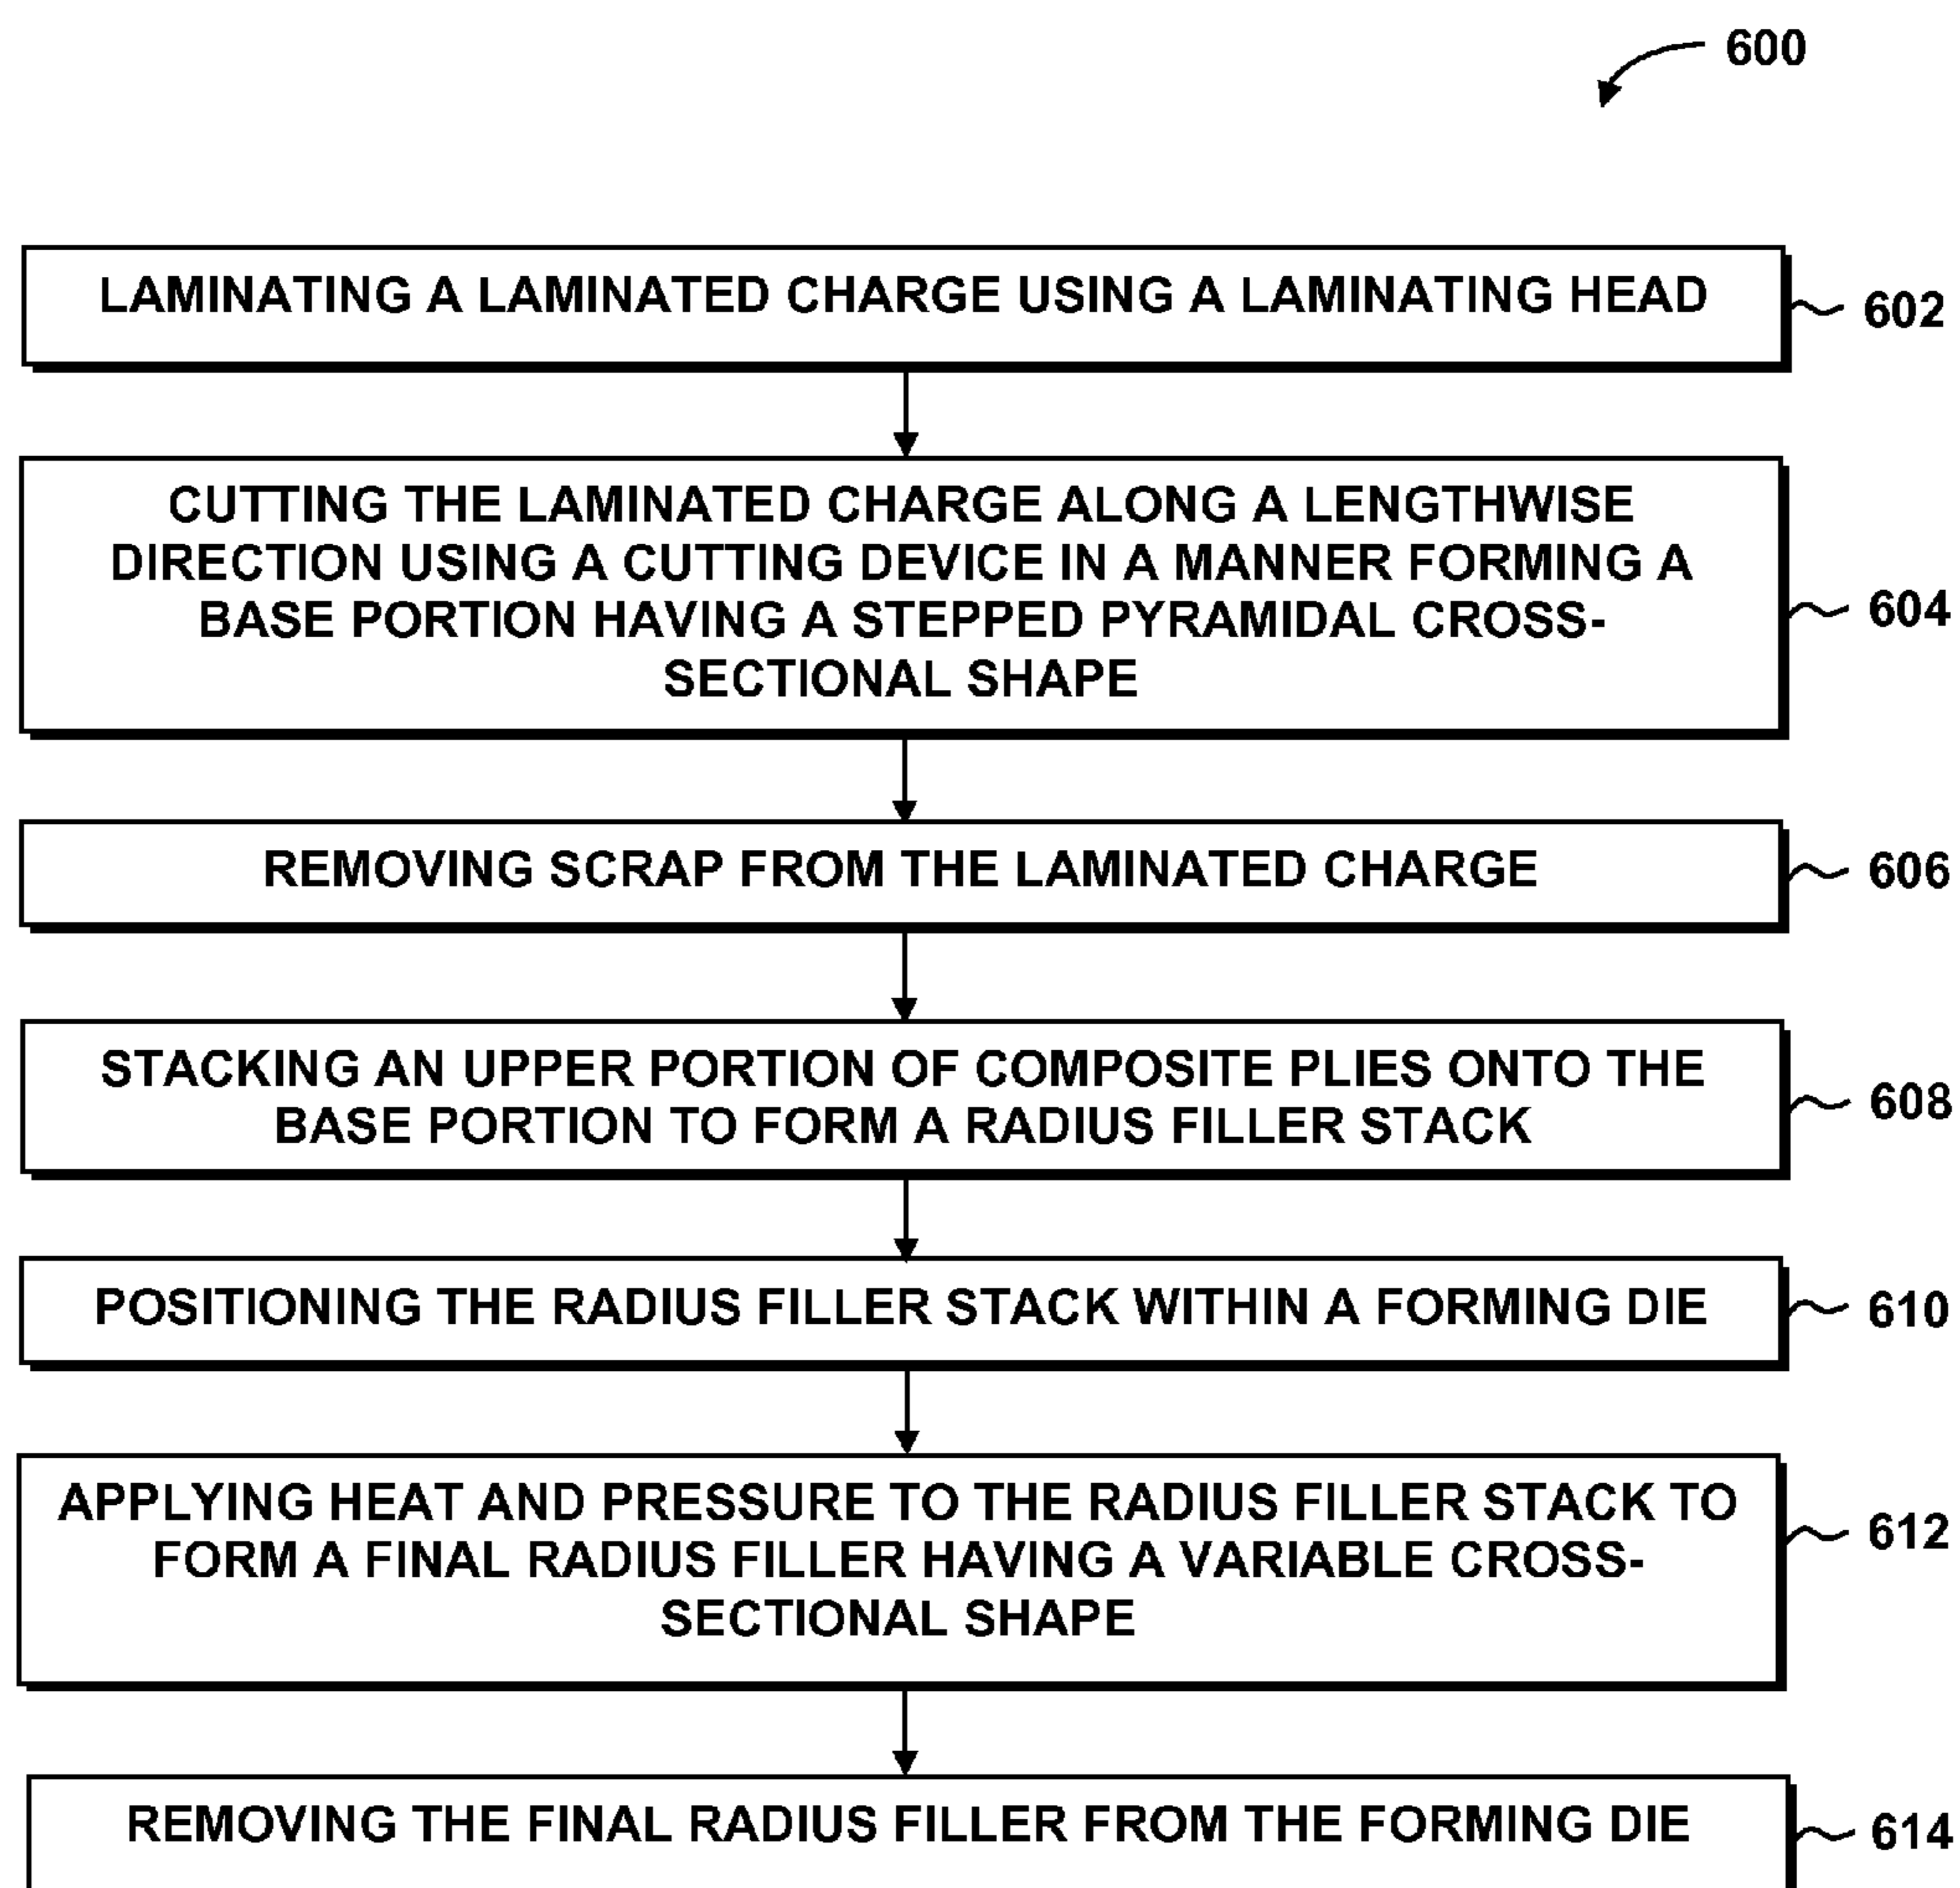 600
LAMINATING A LAMINATED CHARGE USING A LAMINATING HEAD
602
CUTTING THE LAMINATED CHARGE ALONG A LENGTHWISE
DIRECTION USING A CUTTING DEVICE IN A MANNER FORMING A
BASE PORTION HAVING A STEPPED PYRAMIDAL CROSS-
SECTIONAL SHAPE
604
REMOVING SCRAP FROM THE LAMINATED CHARGE
606
STACKING AN UPPER PORTION OF COMPOSITE PLIES ONTO THE
BASE PORTION TO FORM A RADIUS FILLER STACK
608
POSITIONING THE RADIUS FILLER STACK WITHIN A FORMING DIE
610
APPLYING HEAT AND PRESSURE TO THE RADIUS FILLER STACK TO
FORM A FINAL RADIUS FILLER HAVING A VARIABLE CROSS-
SECTIONAL SHAPE
612
REMOVING THE FINAL RADIUS FILLER FROM THE FORMING DIE
614